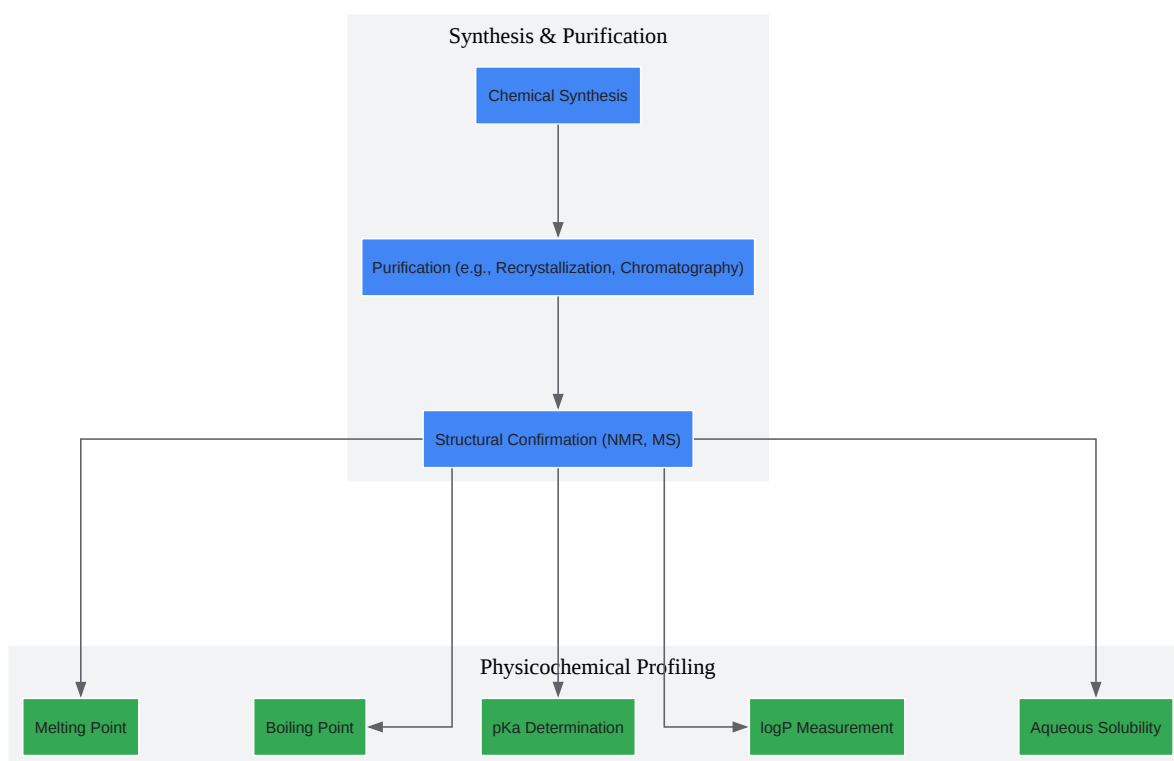 Synthesis & Purification
Chemical Synthesis
Purification (e.g., Recrystallization, Chromatography)
Structural Confirmation (NMR, MS)
Physicochemical Profiling
Melting Point
Boiling Point
pKa Determination
logP Measurement
Aqueous Solubility